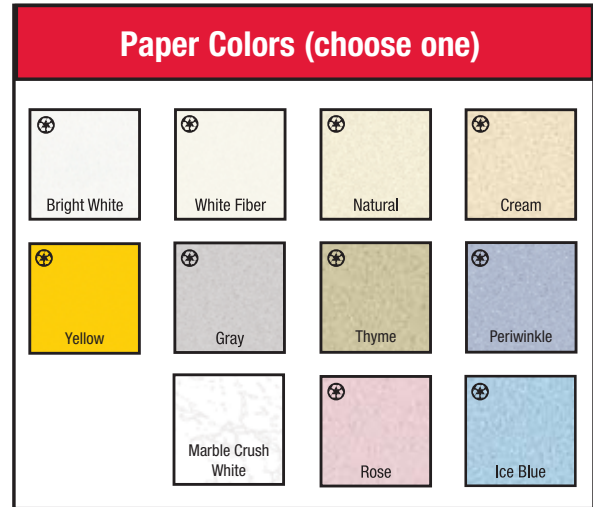 Paper Colors (choose one)
Bright White
White Fiber
Natural
Cream
Yellow
Gray
Thyme
Periwinkle
Marble Crush
White
Rose
Ice Blue